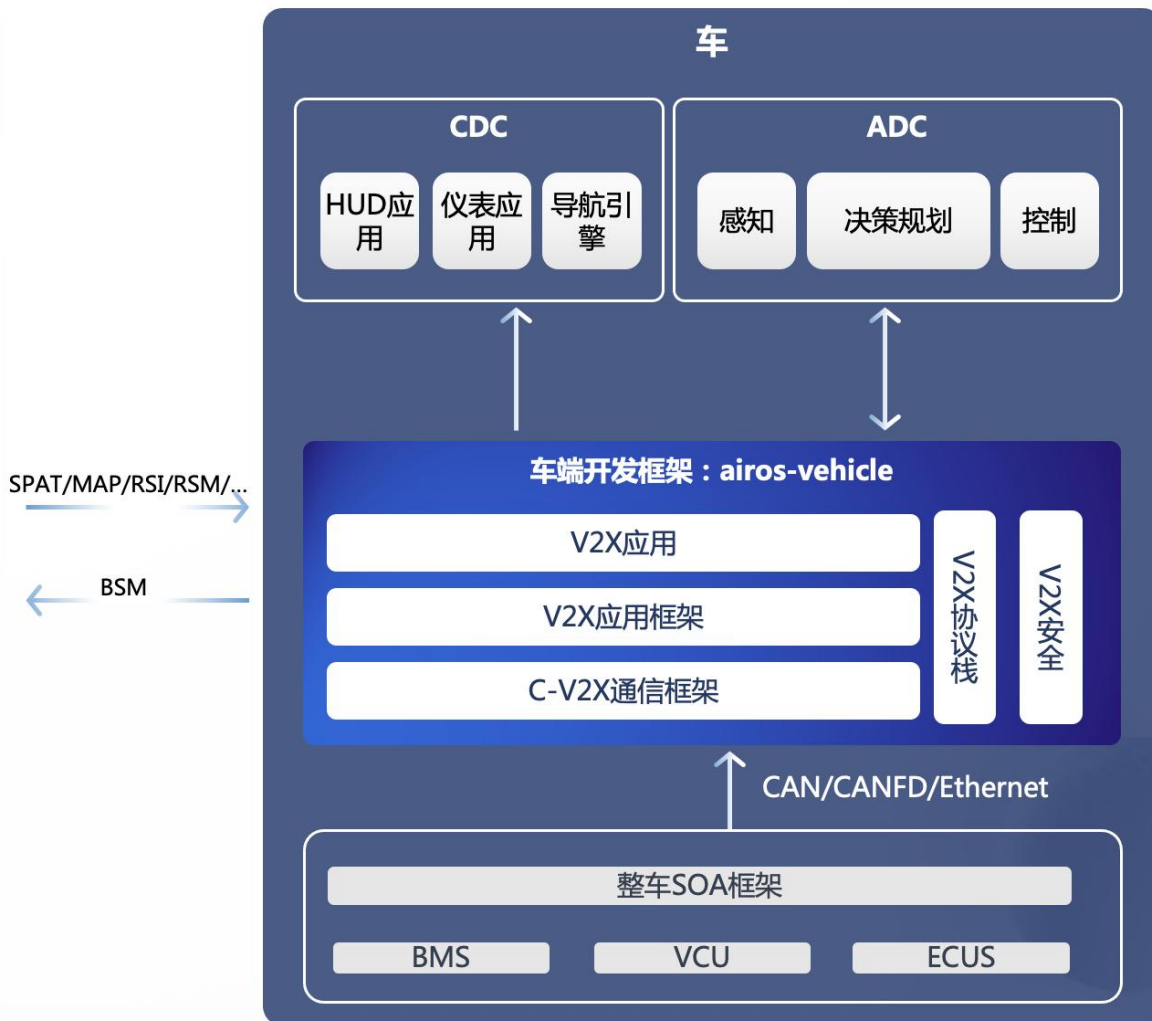 车
CDC
HUD应
用
仪表应
用
导航引
擎
ADC
感知
决策规划
控制
SPAT/MAP/RSI/RSM/...
BSM
车端开发框架：airos-vehicle
V2X应用
V2X应用框架
C-V2X通信框架
V2X协议栈
V2X安全
CAN/CANFD/Ethernet
整车SOA框架
BMS
VCU
ECUS